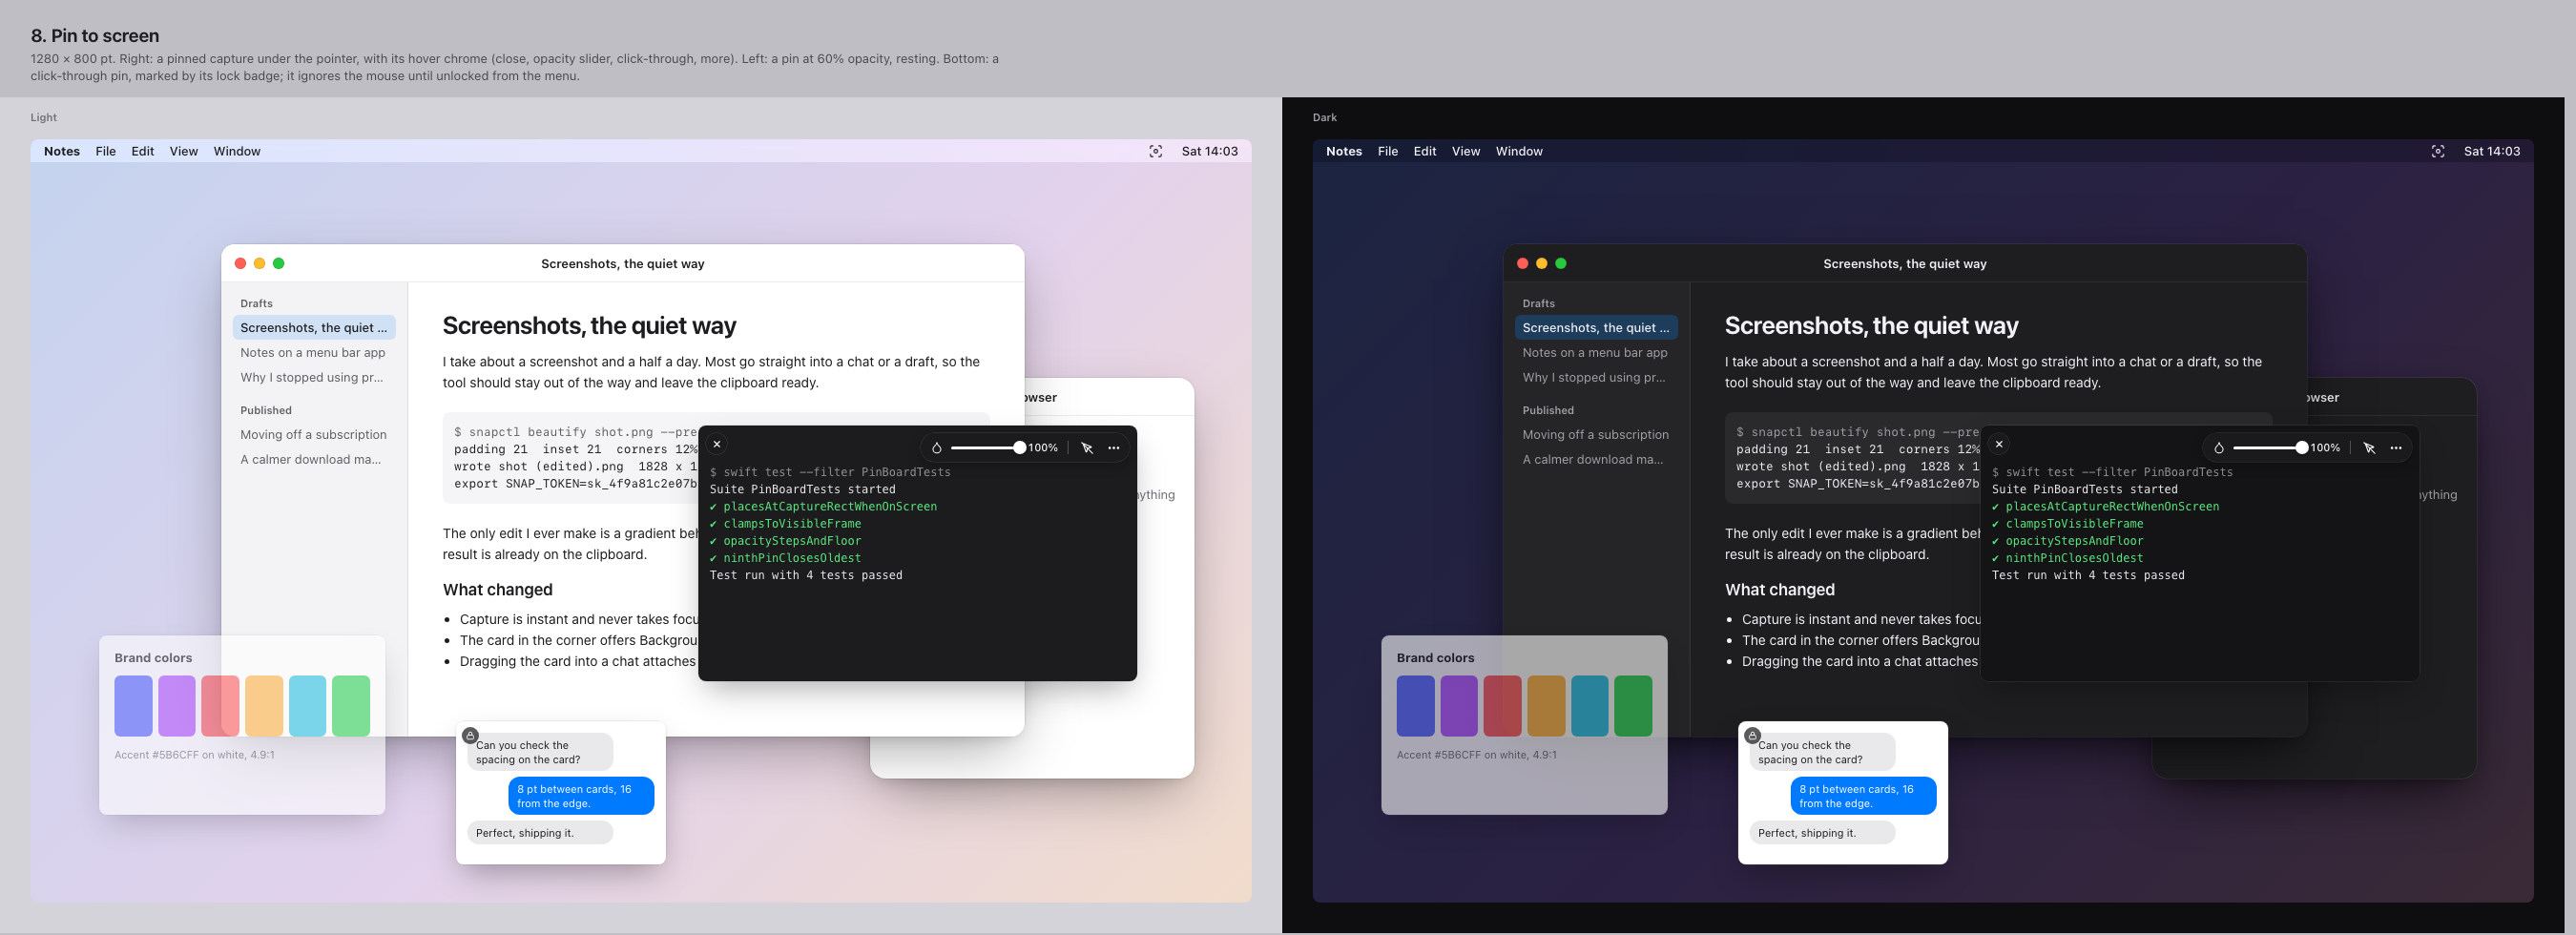 8. Pin to screen
1280 × 800 pt. Right: a pinned capture under the pointer, with its hover chrome (close, opacity slider, click-through, more). Left: a pin at 60% opacity, resting. Bottom: a
click-through pin, marked by its lock badge; it ignores the mouse until unlocked from the menu.
Light
Notes File Edit View Window
Sat 14:03
Screenshots, the quiet way
Drafts
Screenshots, the quiet ...
Notes on a menu bar app
Why I stopped using pr...
Published
Moving off a subscription
A calmer download ma...
Screenshots, the quiet way
I take about a screenshot and a half a day. Most go straight into a chat or a draft, so the
tool should stay out of the way and leave the clipboard ready.
$ snapctl beautify shot.png --pre
padding 21 inset 21 corners 12%
wrote shot (edited).png 1828 x 1
export SNAP_TOKEN=sk_4f9a81c2e07b
The only edit I ever make is a gradient beh
result is already on the clipboard.
What changed
• Capture is instant and never takes focu
• The card in the corner offers Backgrou
• Dragging the card into a chat attaches
owser
ything
100%
$ swift test --filter PinBoardTests
Suite PinBoardTests started
✔ placesAtCaptureRectWhenOnScreen
✔ clampsToVisibleFrame
✔ opacityStepsAndFloor
✔ ninthPinClosesOldest
Test run with 4 tests passed
Brand colors
Accent #5B6CFF on white, 4.9:1
Can you check the
spacing on the card?
8 pt between cards, 16
from the edge.
Perfect, shipping it.
Dark
Notes File Edit View Window
Sat 14:03
Screenshots, the quiet way
Drafts
Screenshots, the quiet ...
Notes on a menu bar app
Why I stopped using pr...
Published
Moving off a subscription
A calmer download ma...
Screenshots, the quiet way
I take about a screenshot and a half a day. Most go straight into a chat or a draft, so the
tool should stay out of the way and leave the clipboard ready.
$ snapctl beautify shot.png --pre
padding 21 inset 21 corners 12%
wrote shot (edited).png 1828 x 1
export SNAP_TOKEN=sk_4f9a81c2e07b
The only edit I ever make is a gradient beh
result is already on the clipboard.
What changed
• Capture is instant and never takes focu
• The card in the corner offers Backgrou
• Dragging the card into a chat attaches
owser
ything
100%
$ swift test --filter PinBoardTests
Suite PinBoardTests started
✔ placesAtCaptureRectWhenOnScreen
✔ clampsToVisibleFrame
✔ opacityStepsAndFloor
✔ ninthPinClosesOldest
Test run with 4 tests passed
Brand colors
Accent #5B6CFF on white, 4.9:1
Can you check the
spacing on the card?
8 pt between cards, 16
from the edge.
Perfect, shipping it.